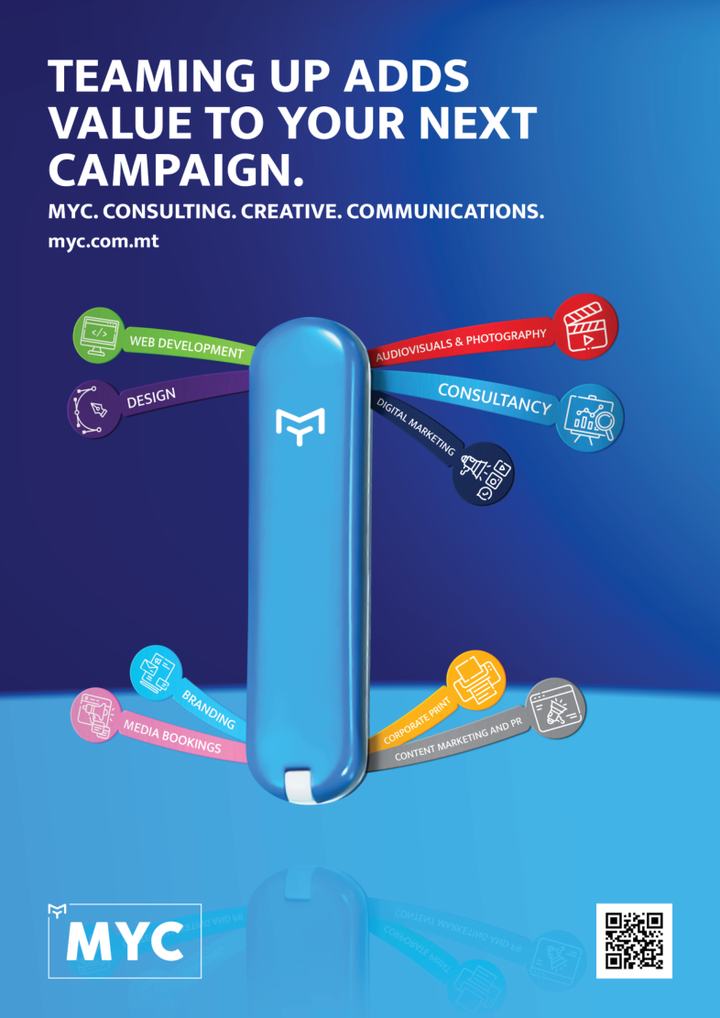 TEAMING UP ADDS
VALUE TO YOUR NEXT
CAMPAIGN.
MYC. CONSULTING. CREATIVE. COMMUNICATIONS.
myc.com.mt
WEB DEVELOPMENT
AUDIOVISUALS & PHOTOGRAPHY
DESIGN
CONSULTANCY
DIGITAL MARKETING
BRANDING
MEDIA BOOKINGS
CORPORATE PRINT
CONTENT MARKETING AND PR
MYC